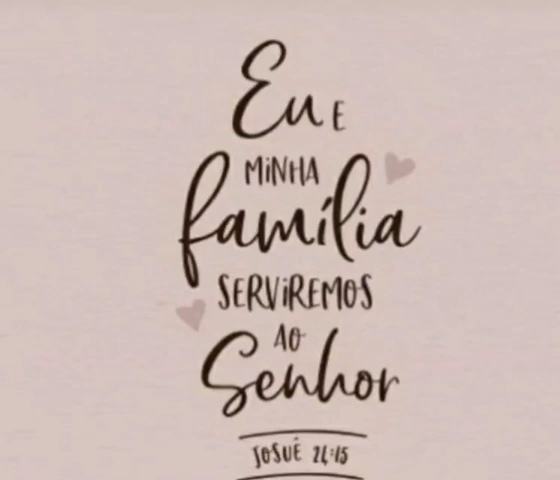 Eu E
MINHA
família
SERVIREMOS
AO
Senhor
JOSUÉ 24:15